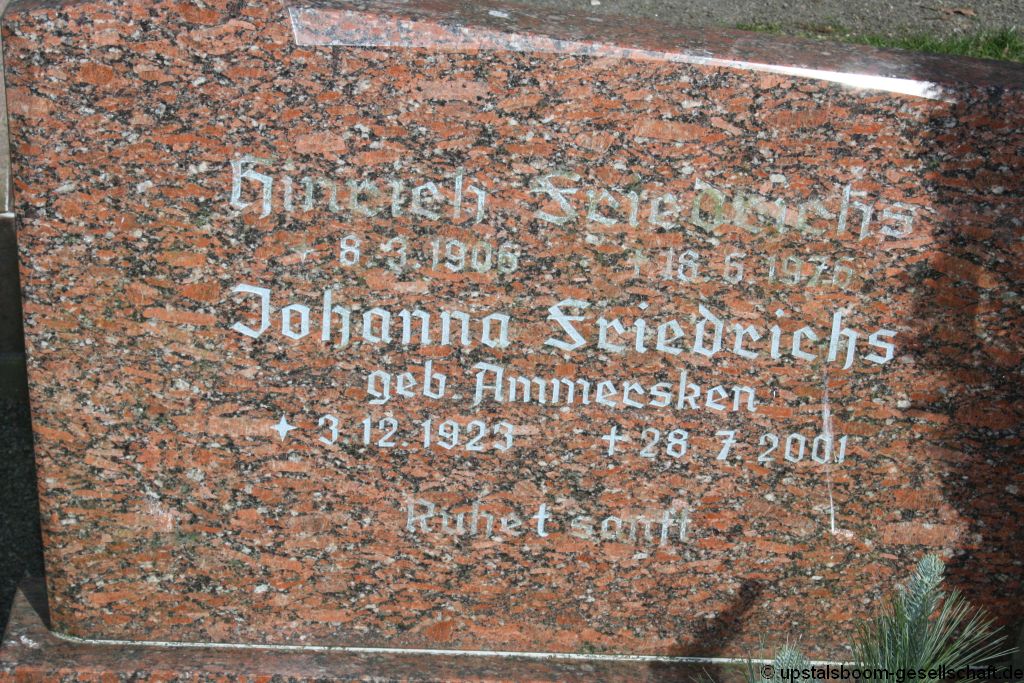 Hinrich Friedrichs
8.3.1906 † 18.6.1976
Johanna Friedrichs
geb. Ammersken
3.12.1923 † 28.7.2001
Ruhet sanft
© upstalsboom-gesellschaft.de